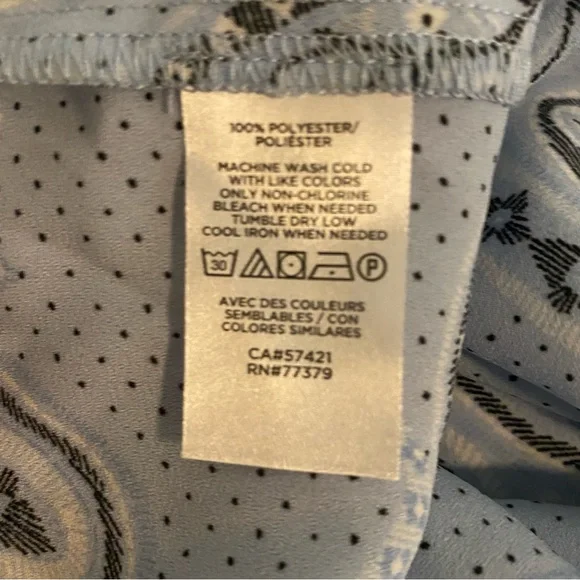 100% POLYESTER/
POLIÉSTER
MACHINE WASH COLD
WITH LIKE COLORS
ONLY NON-CHLORINE
BLEACH WHEN NEEDED
TUMBLE DRY LOW
COOL IRON WHEN NEEDED
30 P
AVEC DES COULEURS
SEMBLABLES / CON
COLORES SIMILARES
CA#57421
RN#77379